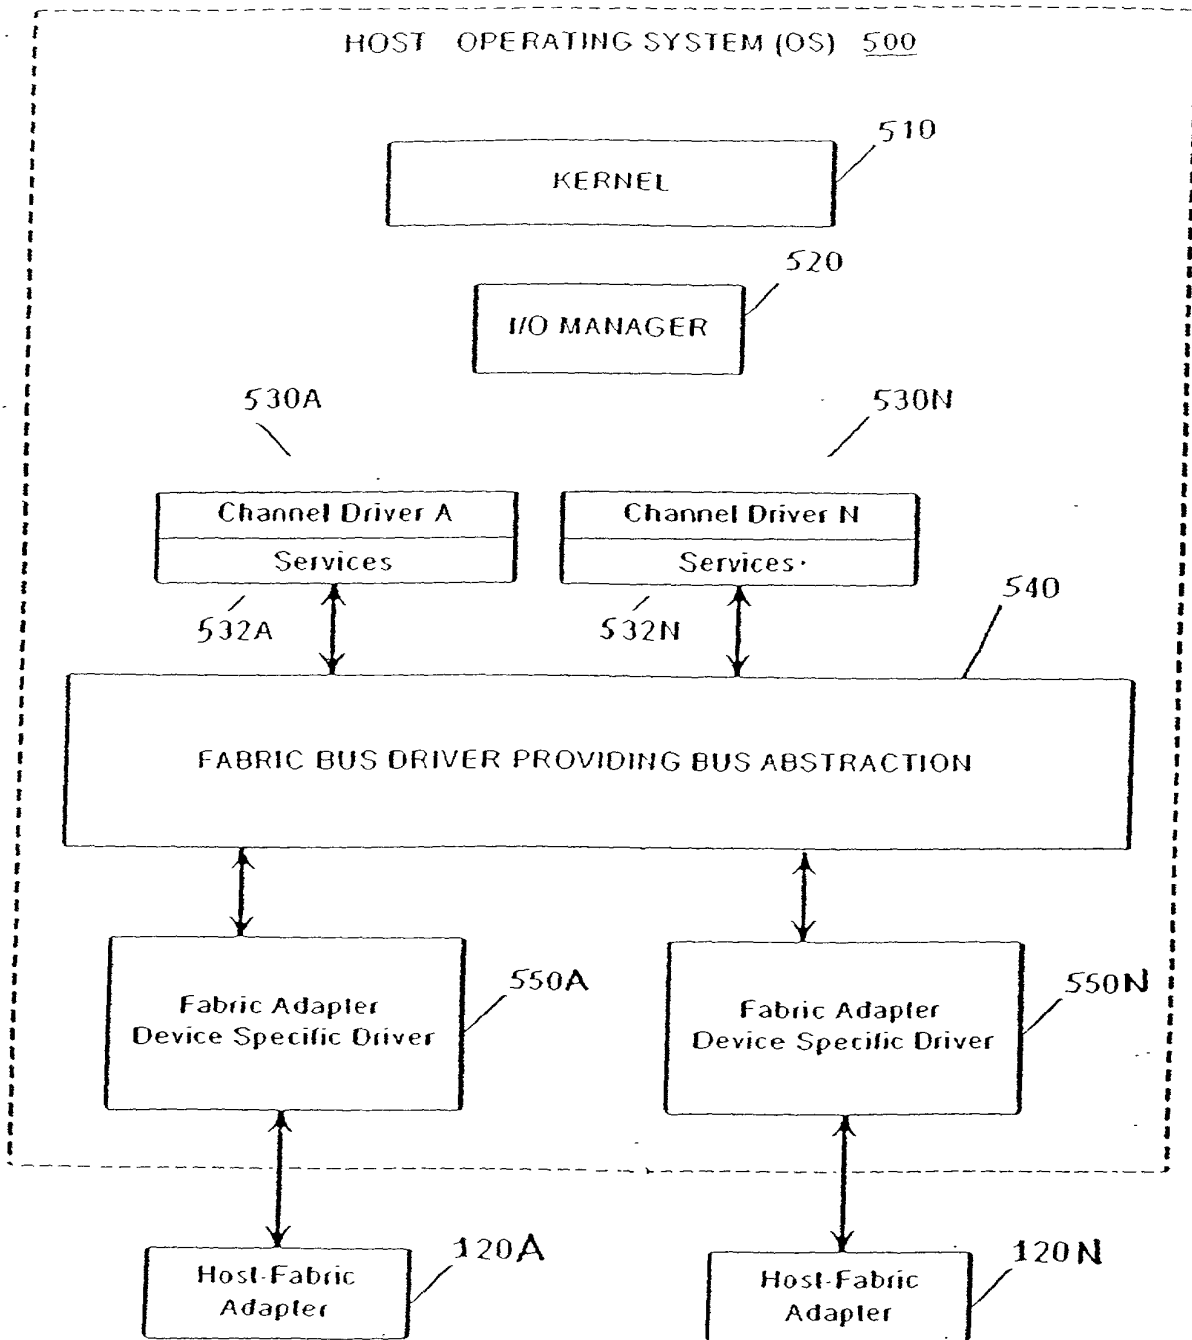 HOST OPERATING SYSTEM (OS) 500
510
KERNEL
520
I/O MANAGER
530A
530N
Channel Driver A
Services
Channel Driver N
Services
540
532A
532N
FABRIC BUS DRIVER PROVIDING BUS ABSTRACTION
550A
Fabric Adapter
Device Specific Driver
550N
Fabric Adapter
Device Specific Driver
120A
Host-Fabric
Adapter
120N
Host-Fabric
Adapter